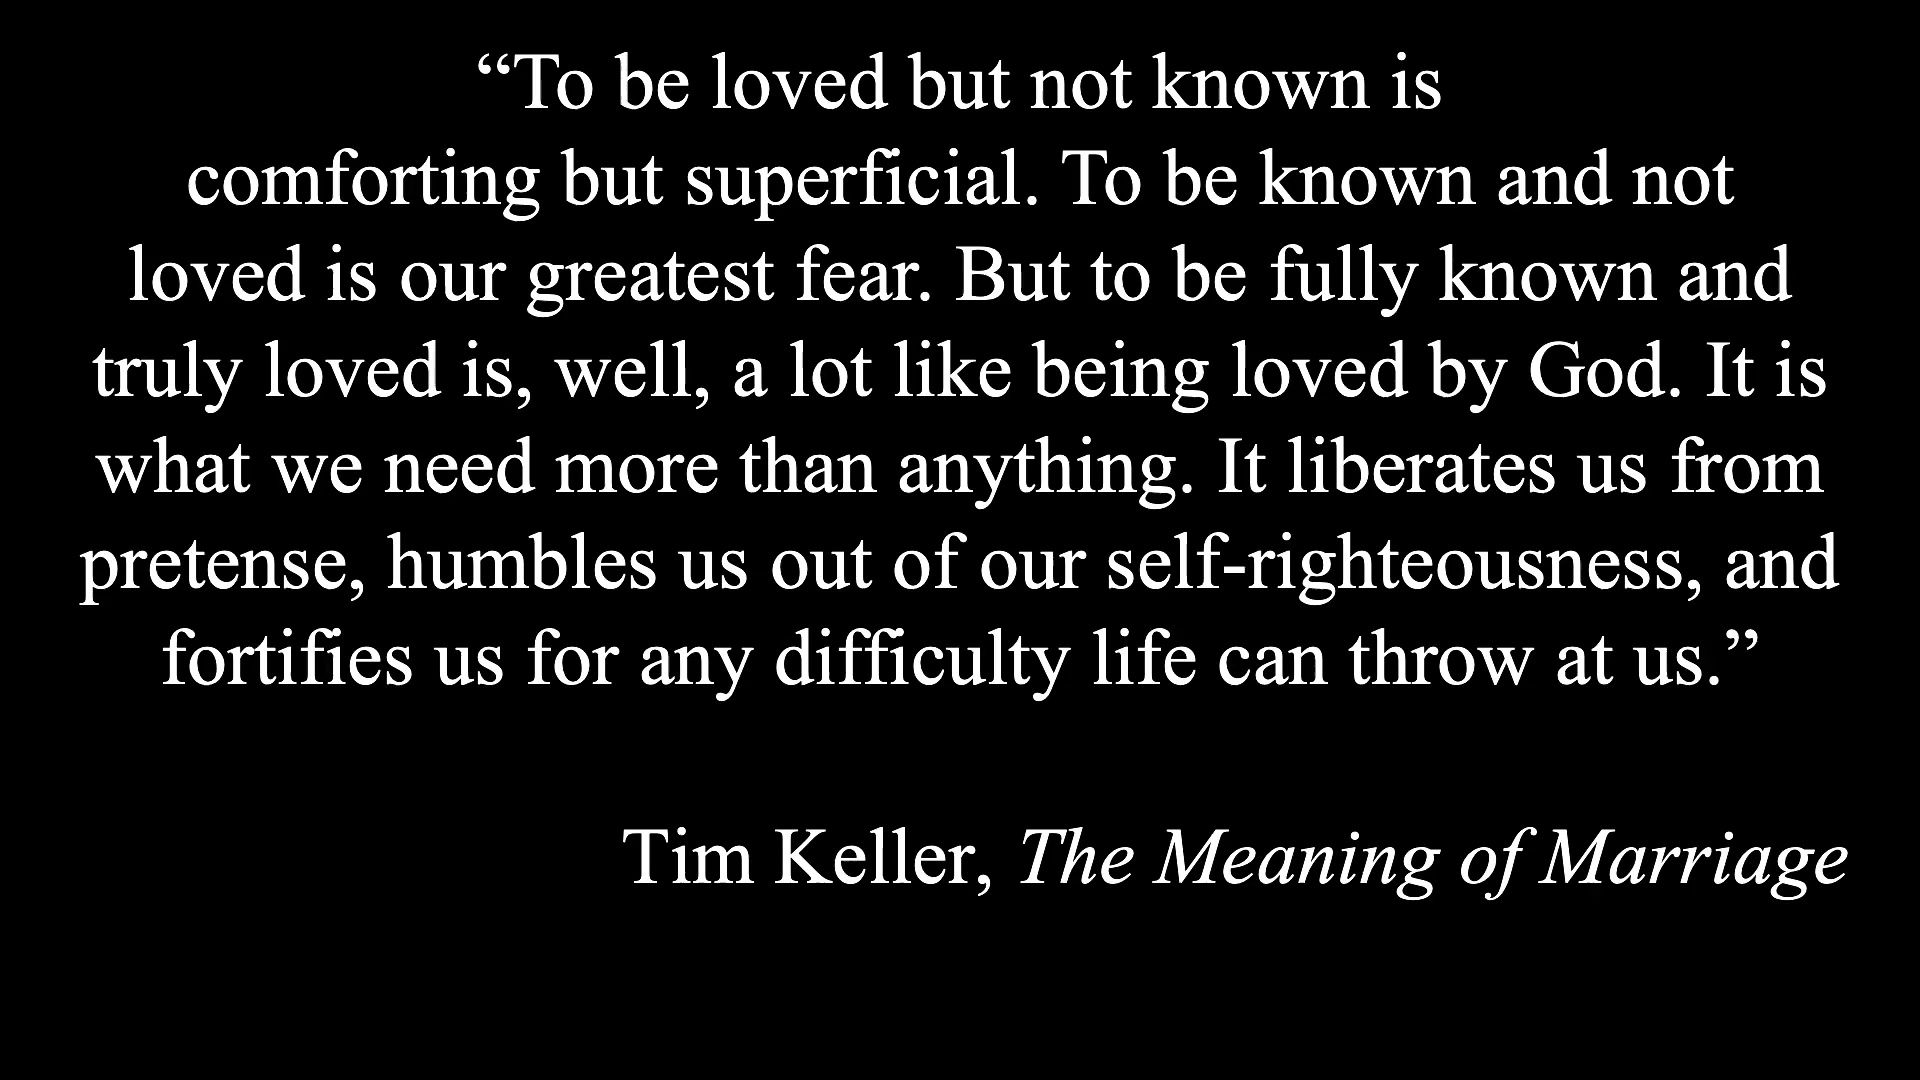 “To be loved but not known is
comforting but superficial. To be known and not
loved is our greatest fear. But to be fully known and
truly loved is, well, a lot like being loved by God. It is
what we need more than anything. It liberates us from
pretense, humbles us out of our self-righteousness, and
fortifies us for any difficulty life can throw at us.”
Tim Keller, The Meaning of Marriage